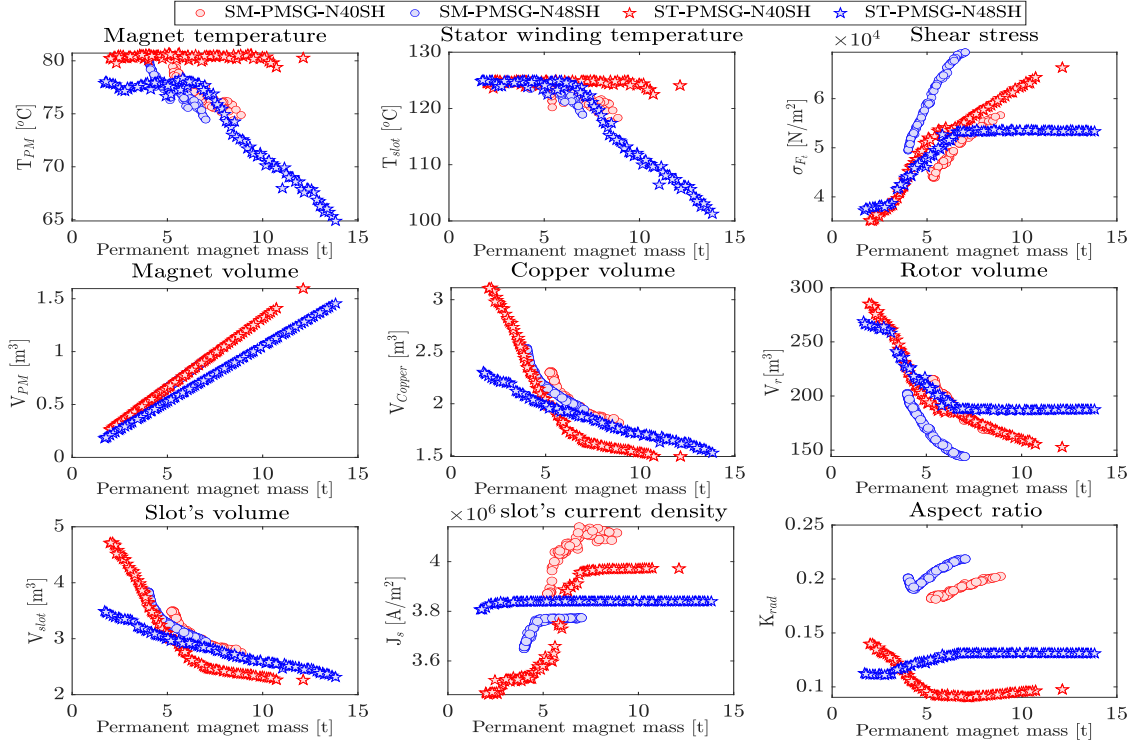 SM-PMSG-N40SH SM-PMSG-N48SH ST-PMSG-N40SH ST-PMSG-N48SH
Magnet temperature
80
75
70
65
T_PM [°C]
0 5 10 15
Permanent magnet mass [t]
Stator winding temperature
130
120
110
100
T_slot [°C]
0 5 10 15
Permanent magnet mass [t]
×10⁴ Shear stress
6
5
4
σ_F_t [N/m²]
0 5 10 15
Permanent magnet mass [t]
Magnet volume
1.5
1
0.5
0
V_PM [m³]
0 5 10 15
Permanent magnet mass [t]
Copper volume
3
2.5
2
1.5
V_Copper [m³]
0 5 10 15
Permanent magnet mass [t]
Rotor volume
300
250
200
150
V_r [m³]
0 5 10 15
Permanent magnet mass [t]
Slot's volume
5
4
3
2
V_slot [m³]
0 5 10 15
Permanent magnet mass [t]
×10⁶ slot's current density
4
3.8
3.6
J_s [A/m²]
0 5 10 15
Permanent magnet mass [t]
Aspect ratio
0.25
0.2
0.15
0.1
K_rad
0 5 10 15
Permanent magnet mass [t]